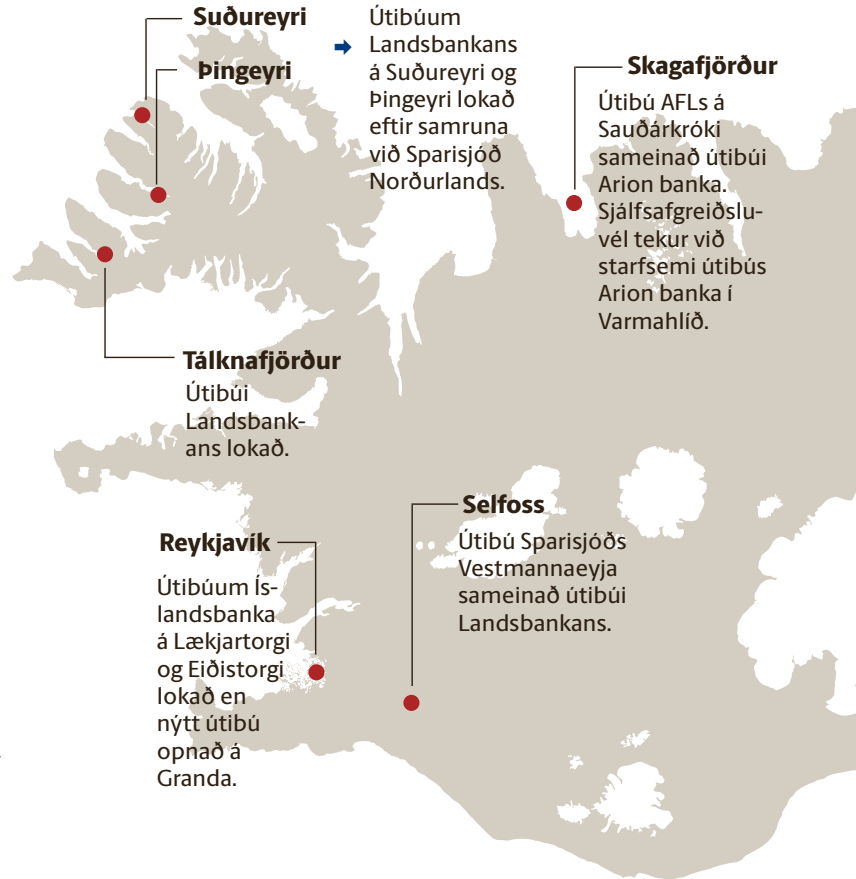 Suðureyri
Þingeyri
Útibúum
Landsbankans
á Suðureyri og
Þingeyri lokað
eftir samruna
við Sparisjóð
Norðurlands.
Skagafjörður
Útibú AFLs á
Sauðárkróki
sameinað útibúi
Arion banka.
Sjálfsafgreiðslu-
vél tekur við
starfsemi útibús
Arion banka í
Varmahlíð.
Tálknafjörður
Útibúi
Landsbank-
ans lokað.
Selfoss
Útibú Sparisjóðs
Vestmannaeyja
sameinað útibúi
Landsbankans.
Reykjavík
Útibúum Ís-
landsbanka
á Lækjartorgi
og Eiðistorgi
lokað en
nýtt útibú
opnað á
Granda.